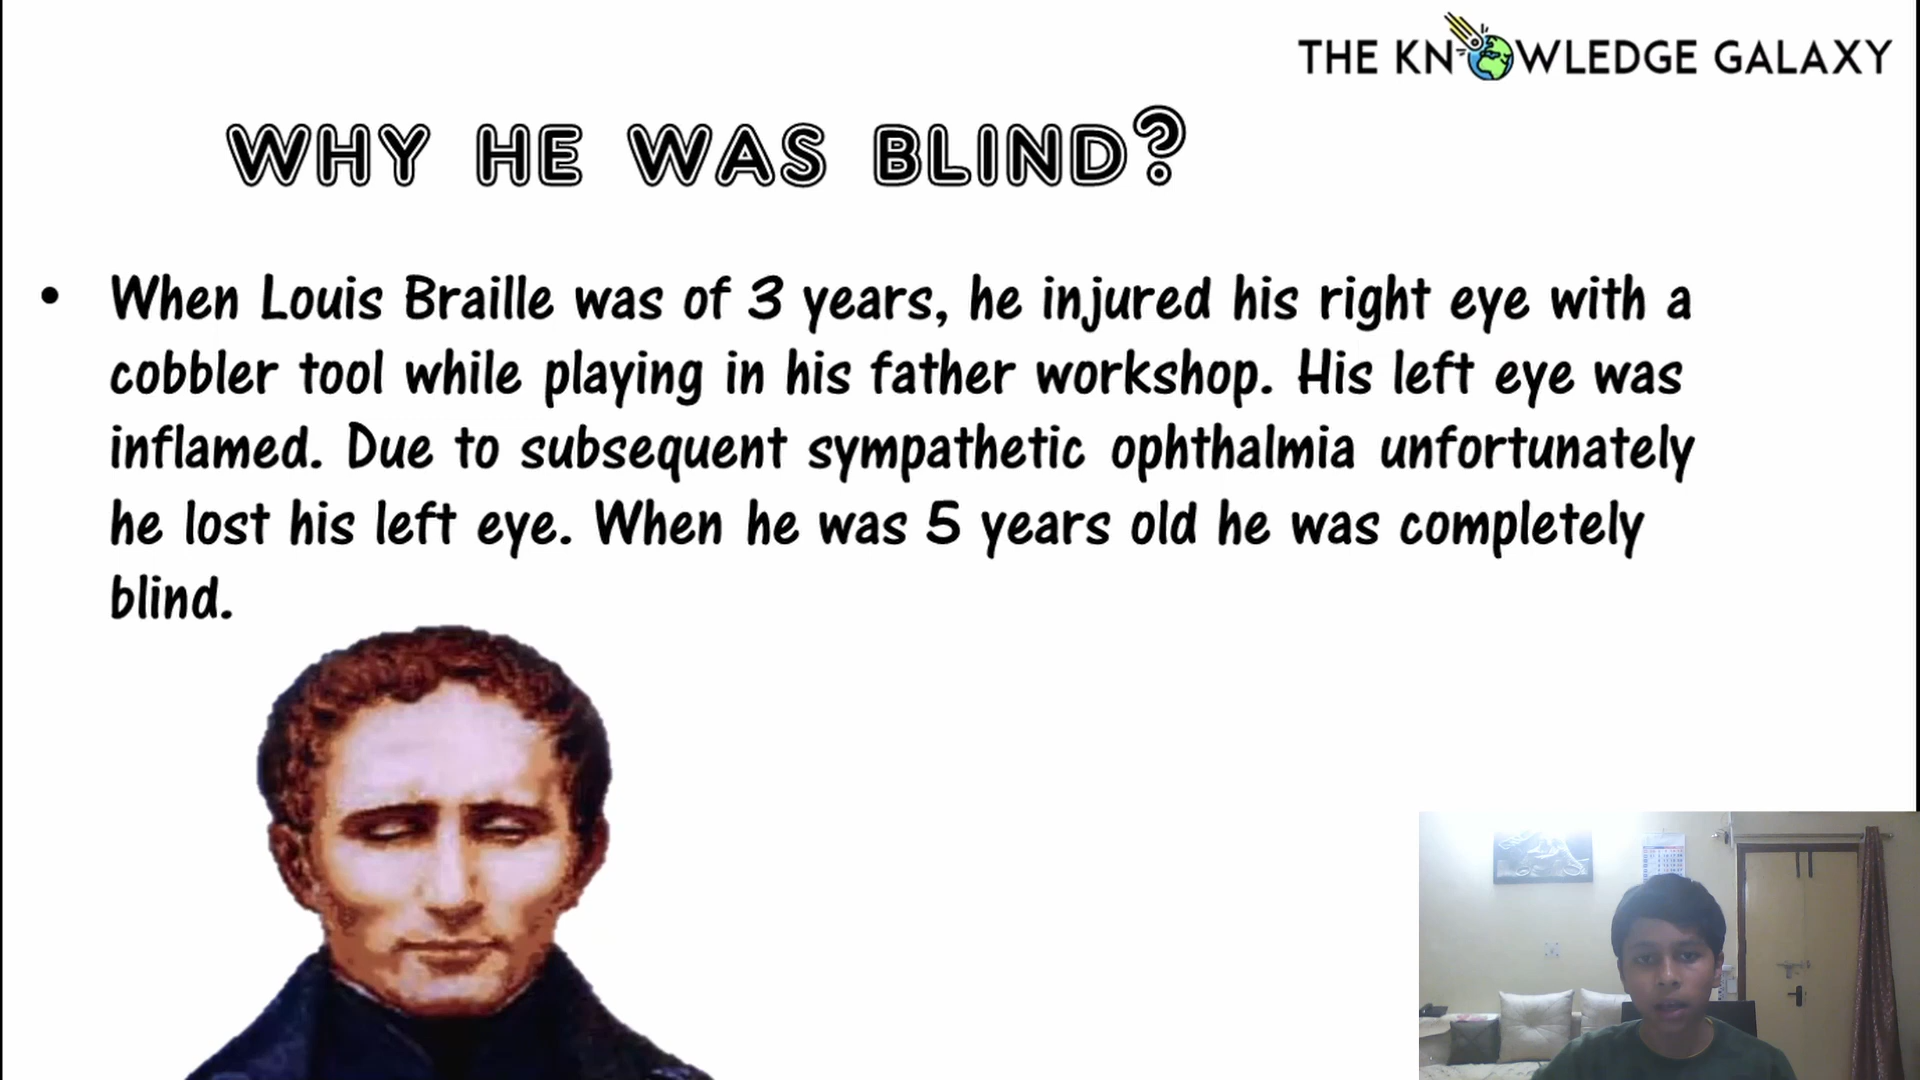 THE KNOWLEDGE GALAXY
WHY HE WAS BLIND?
• When Louis Braille was of 3 years, he injured his right eye with a
cobbler tool while playing in his father workshop. His left eye was
inflamed. Due to subsequent sympathetic ophthalmia unfortunately
he lost his left eye. When he was 5 years old he was completely
blind.